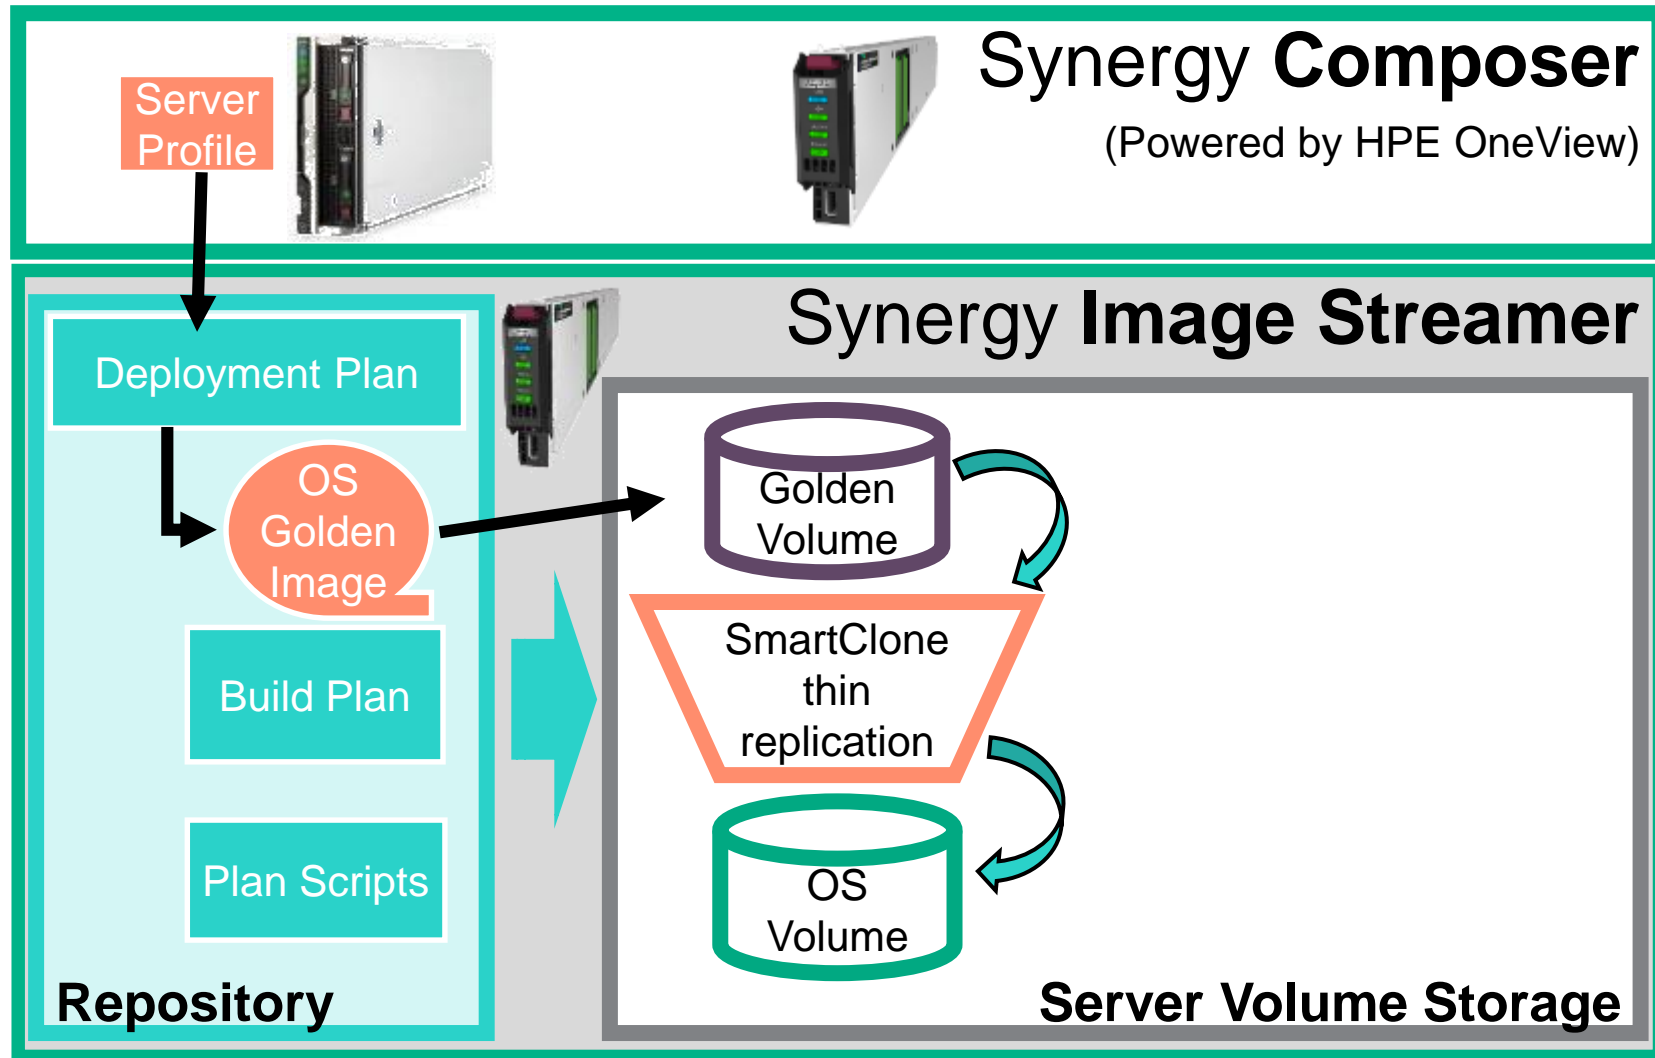 Synergy Composer
(Powered by HPE OneView)
Server
Profile
Synergy Image Streamer
Deployment Plan
OS
Golden
Image
Build Plan
Plan Scripts
Repository
Golden
Volume
SmartClone
thin
replication
OS
Volume
Server Volume Storage